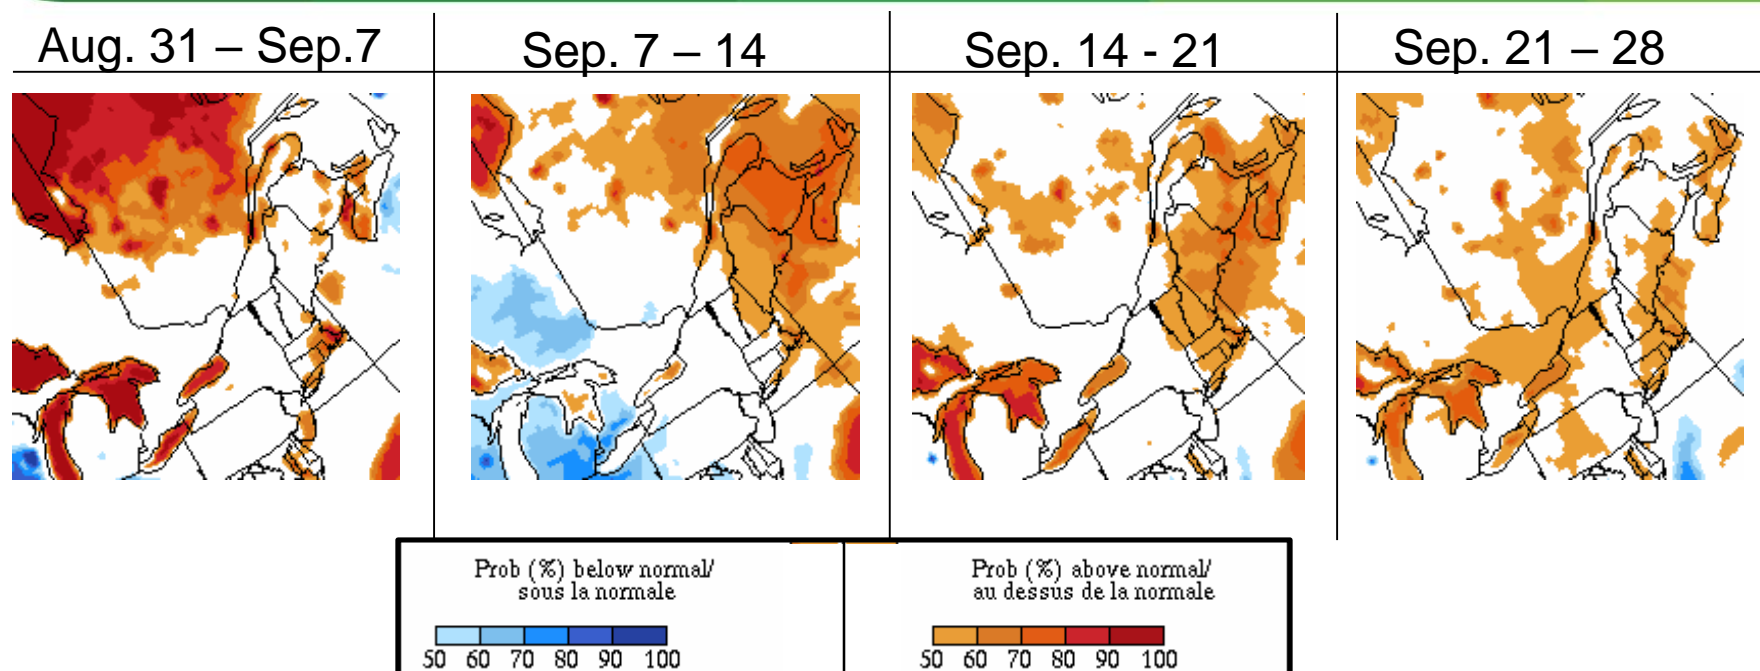 Aug. 31 – Sep.7
Sep. 7 – 14
Sep. 14 - 21
Sep. 21 – 28
Prob (%) below normal/
sous la normale
50 60 70 80 90 100
Prob (%) above normal/
au dessus de la normale
50 60 70 80 90 100